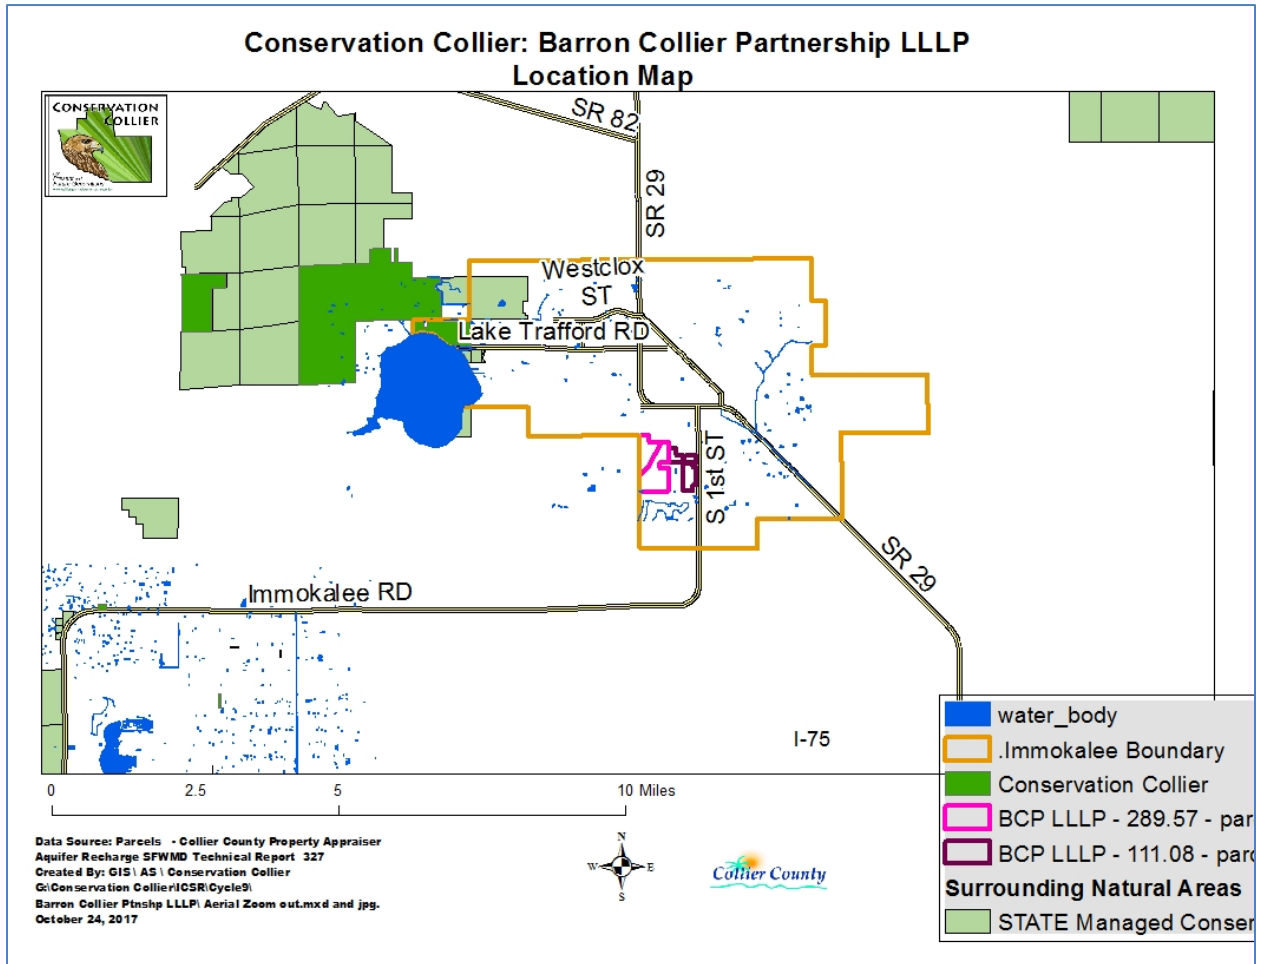 Conservation Collier: Barron Collier Partnership LLLP
Location Map
CONSERVATION
COLLIER
SR 82
SR 29
Westclox
ST
Lake Trafford RD
S 1st ST
SR 29
Immokalee RD
I-75
0 2.5 5 10 Miles
water_body
.Immokalee Boundary
Conservation Collier
BCP LLLP - 289.57 - par
BCP LLLP - 111.08 - parc
Surrounding Natural Areas
STATE Managed Conser
Data Source: Parcels - Collier County Property Appraiser
Aquifer Recharge SFWMD Technical Report 327
Created By: GIS \ AS \ Conservation Collier
G:\Conservation Collier\ICSR\Cycle9\
Barron Collier Ptnshp LLLP\ Aerial Zoom out.mxd and jpg.
October 24, 2017
N
W E
S
Collier County